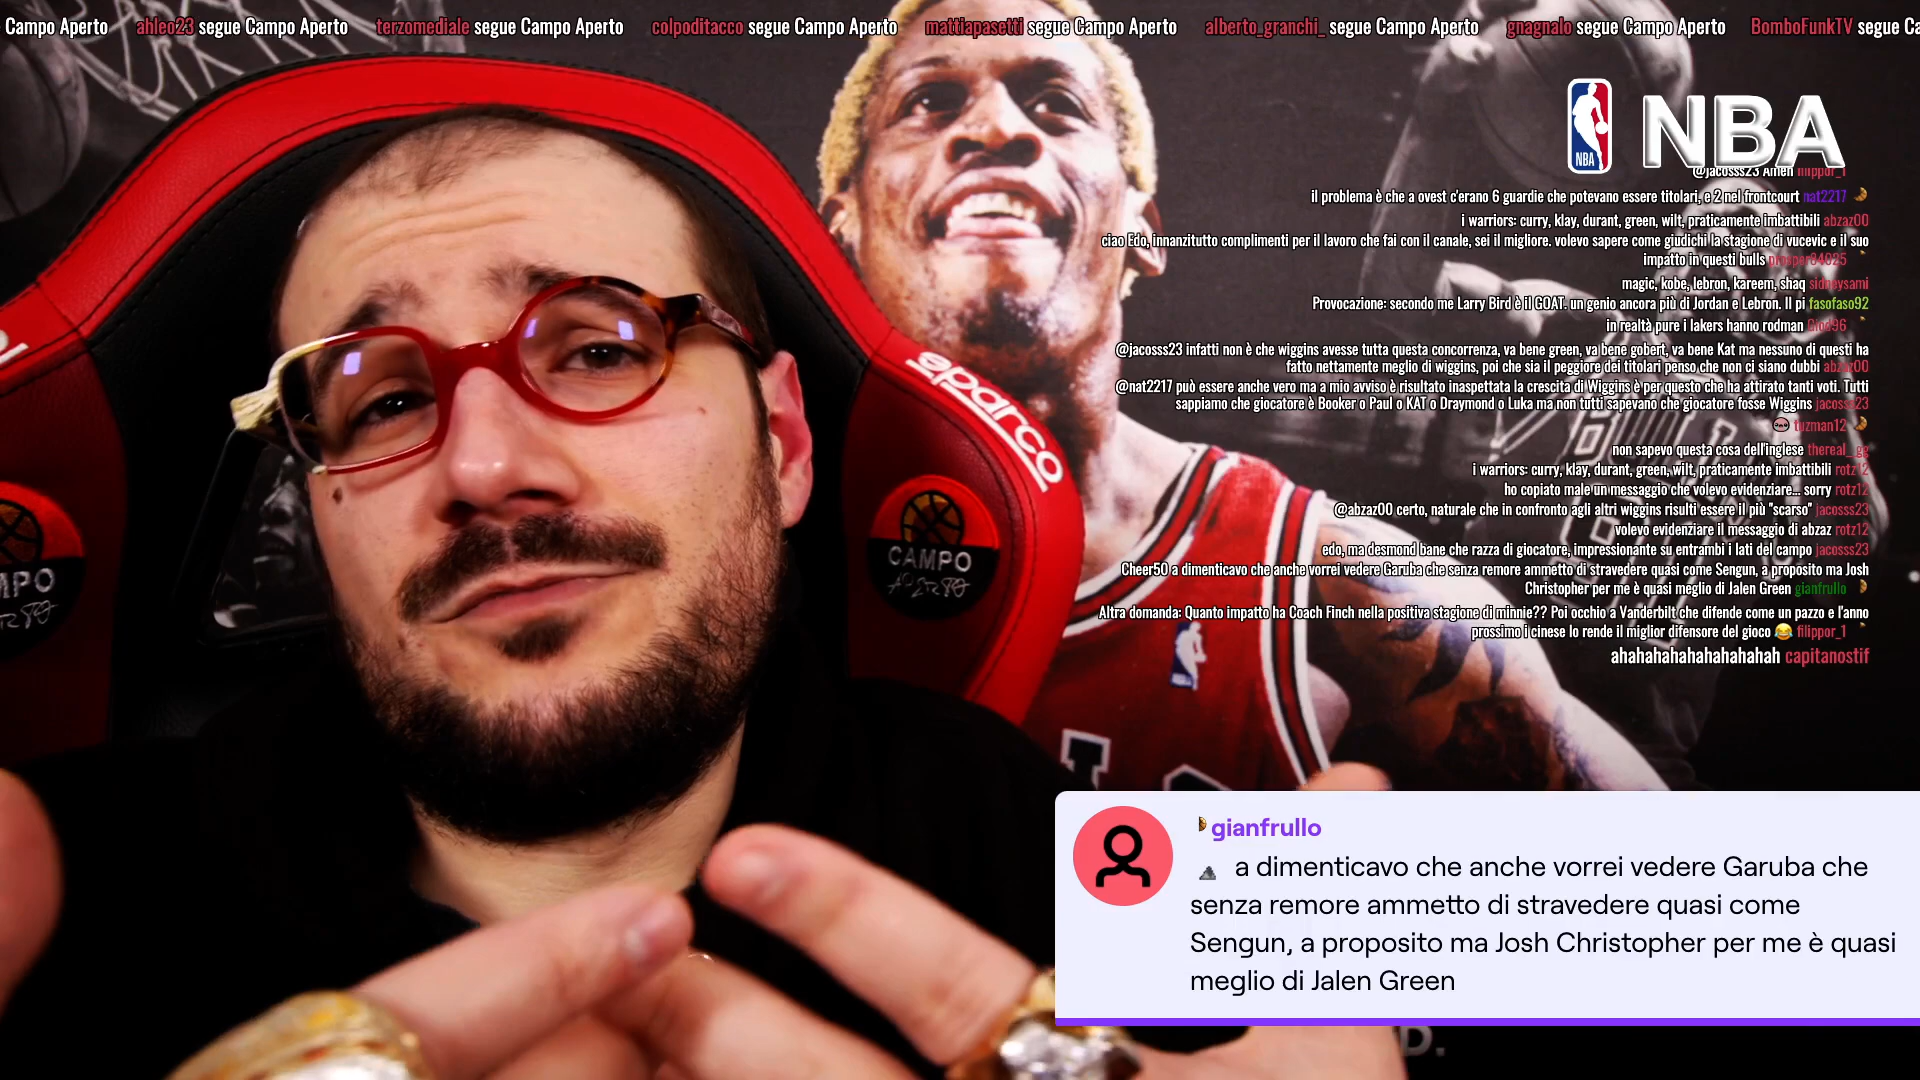 Campo Aperto ahleo23 segue Campo Aperto terzomediale segue Campo Aperto colpoditacco segue Campo Aperto mattiapasetti segue Campo Aperto alberto_granchi_ segue Campo Aperto gnagnalo segue Campo Aperto BomboFunkTV segue Ca
NBA NBA
@jacosss23 Amen filippor_1
il problema è che a ovest c'erano 6 guardie che potevano essere titolari, e 2 nel frontcourt nat2217
i warriors: curry, klay, durant, green, wilt, praticamente imbattibili abzaz00
ciao Edo, innanzitutto complimenti per il lavoro che fai con il canale, sei il migliore. volevo sapere come giudichi la stagione di vucevic e il suo
impatto in questi bulls
magic, kobe, lebron, kareem, shaq sidneysami
Provocazione: secondo me Larry Bird è il GOAT. un genio ancora più di Jordan e Lebron. Il pi fasofaso92
in realtà pure i lakers hanno rodman
@jacosss23 infatti non è che wiggins avesse tutta questa concorrenza, va bene green, va bene gobert, va bene Kat ma nessuno di questi ha
fatto nettamente meglio di wiggins, poi che sia il peggiore dei titolari penso che non ci siano dubbi abzaz00
@nat2217 può essere anche vero ma a mio avviso è risultato inaspettata la crescita di Wiggins è per questo che ha attirato tanti voti. Tutti
sappiamo che giocatore è Booker o Paul o KAT o Draymond o Luka ma non tutti sapevano che giocatore fosse Wiggins jacosss23
fuzman12
non sapevo questa cosa dell'inglese thereal_gg
i warriors: curry, klay, durant, green, wilt, praticamente imbattibili rotz12
ho copiato male un messaggio che volevo evidenziare... sorry rotz12
@abzaz00 certo, naturale che in confronto agli altri wiggins risulti essere il più "scarso" jacosss23
volevo evidenziare il messaggio di abzaz rotz12
edo, ma desmond bane che razza di giocatore, impressionante su entrambi i lati del campo jacosss23
Cheer50 a dimenticavo che anche vorrei vedere Garuba che senza remore ammetto di stravedere quasi come Sengun, a proposito ma Josh
Christopher per me è quasi meglio di Jalen Green gianfrullo
Altra domanda: Quanto impatto ha Coach Finch nella positiva stagione di minnie?? Poi occhio a Vanderbilt che difende come un pazzo e l'anno
prossimo i cinese lo rende il miglior difensore del gioco 😂 filippor_1
ahahahahahahahahahah capitanostif
sparco
CAMPO
MPO
gianfrullo
a dimenticavo che anche vorrei vedere Garuba che
senza remore ammetto di stravedere quasi come
Sengun, a proposito ma Josh Christopher per me è quasi
meglio di Jalen Green
D.